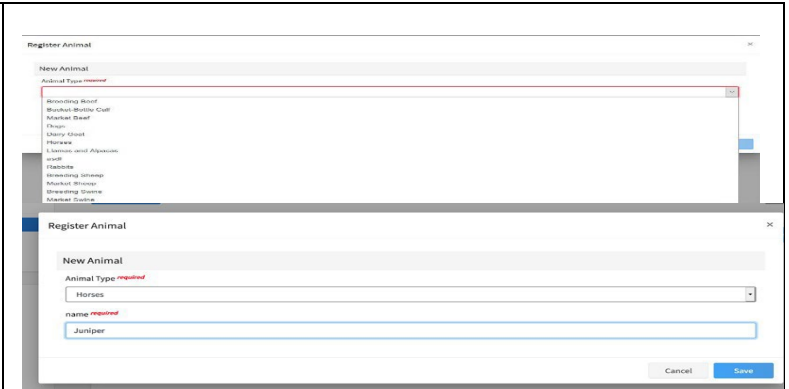 Register Animal ×
New Animal
Animal Type required
Breeding Beef
Bucket-Bottle Calf
Market Beef
Dogs
Dairy Goat
Horses
Llamas and Alpacas
asdf
Rabbits
Breeding Sheep
Market Sheep
Breeding Swine
Market Swine
Register Animal ×
New Animal
Animal Type required
Horses
name required
Juniper
Cancel Save